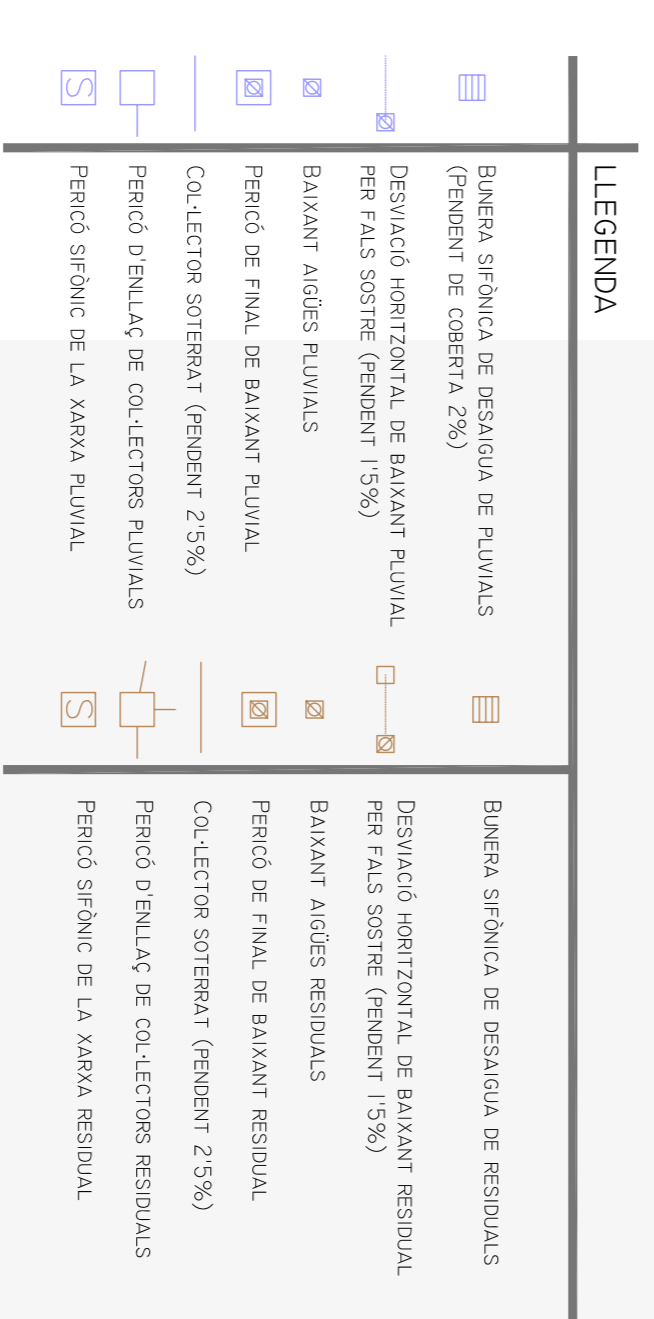 LLEGENDA
BUNERA SIFÒNICA DE DESAIGUA DE PLUVIALS
(PENDENT DE COBERTA 2%)
DESVIACIÓ HORITZONTAL DE BAIXANT PLUVIAL
PER FALS SOSTRE (PENDENT 1'5%)
BAIXANT AIGÜES PLUVIALS
PERICÓ DE FINAL DE BAIXANT PLUVIAL
COL·LECTOR SOTERRAT (PENDENT 2'5%)
PERICÓ D'ENLLAÇ DE COL·LECTORS PLUVIALS
S
PERICÓ SIFÒNIC DE LA XARXA PLUVIAL
BUNERA SIFÒNICA DE DESAIGUA DE RESIDUALS
DESVIACIÓ HORITZONTAL DE BAIXANT RESIDUAL
PER FALS SOSTRE (PENDENT 1'5%)
BAIXANT AIGÜES RESIDUALS
PERICÓ DE FINAL DE BAIXANT RESIDUAL
COL·LECTOR SOTERRAT (PENDENT 2'5%)
PERICÓ D'ENLLAÇ DE COL·LECTORS RESIDUALS
S
PERICÓ SIFÒNIC DE LA XARXA RESIDUAL